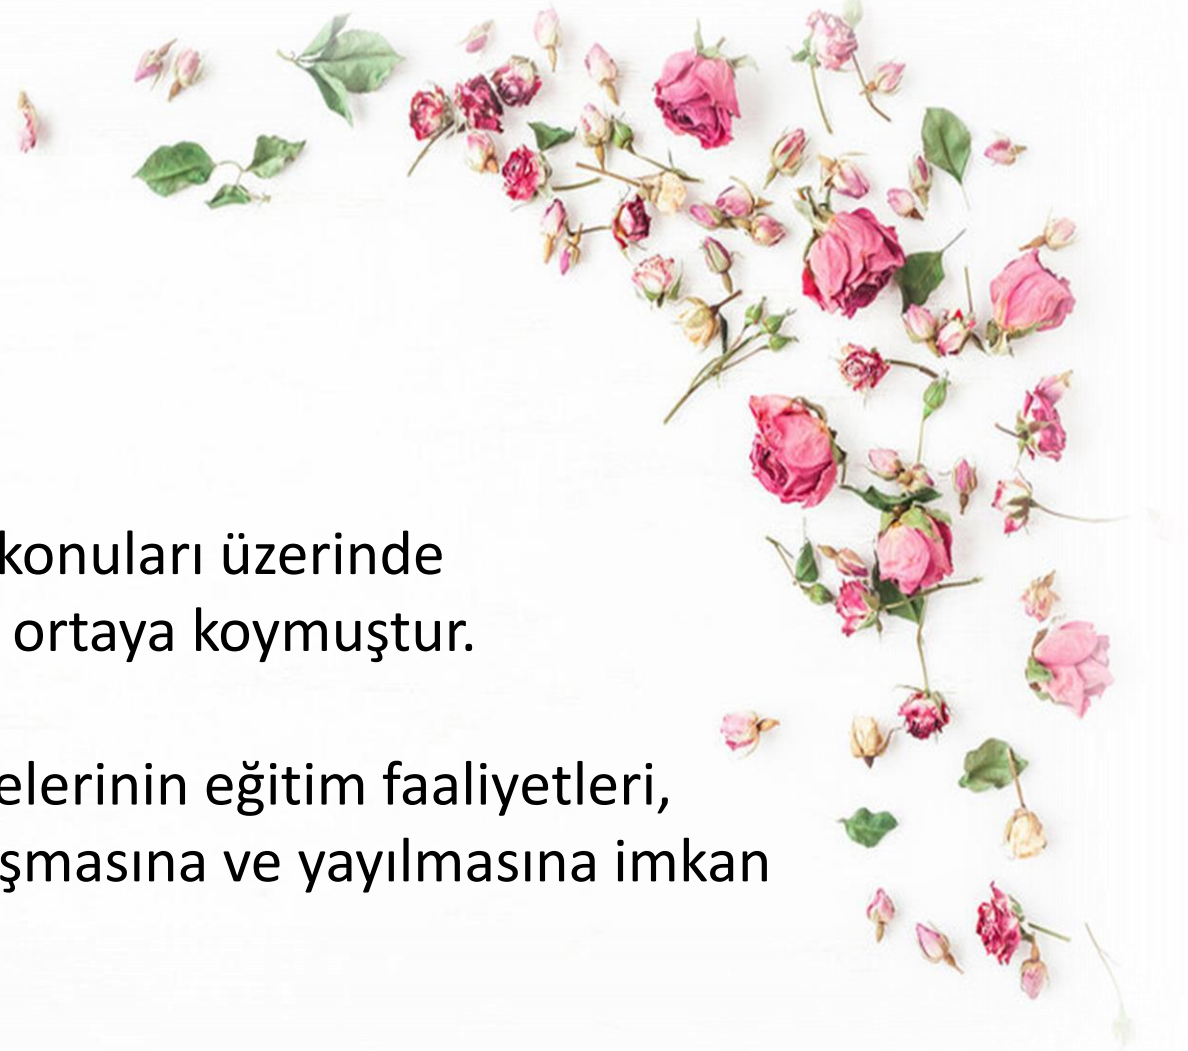 konuları üzerinde
ortaya koymuştur.
elerinin eğitim faaliyetleri,
şmasına ve yayılmasına imkan